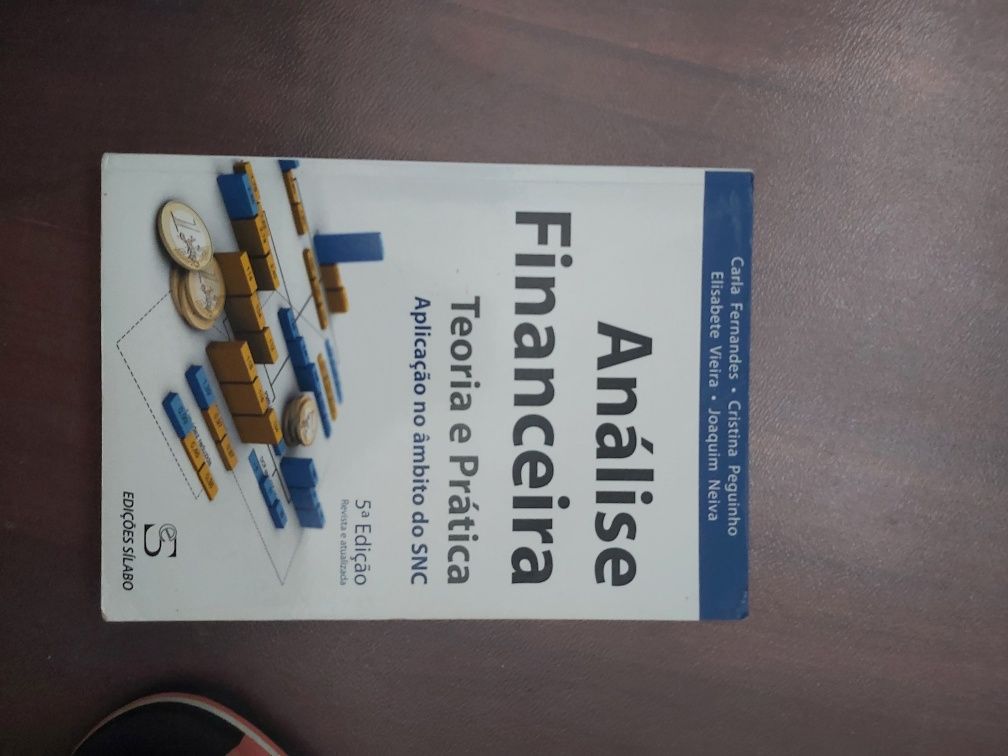 Carla Fernandes • Cristina Peguinho
Elisabete Vieira • Joaquim Neiva
Análise
Financeira
Teoria e Prática
Aplicação no âmbito do SNC
5ª Edição
Revista e atualizada
EDIÇÕES SÍLABO